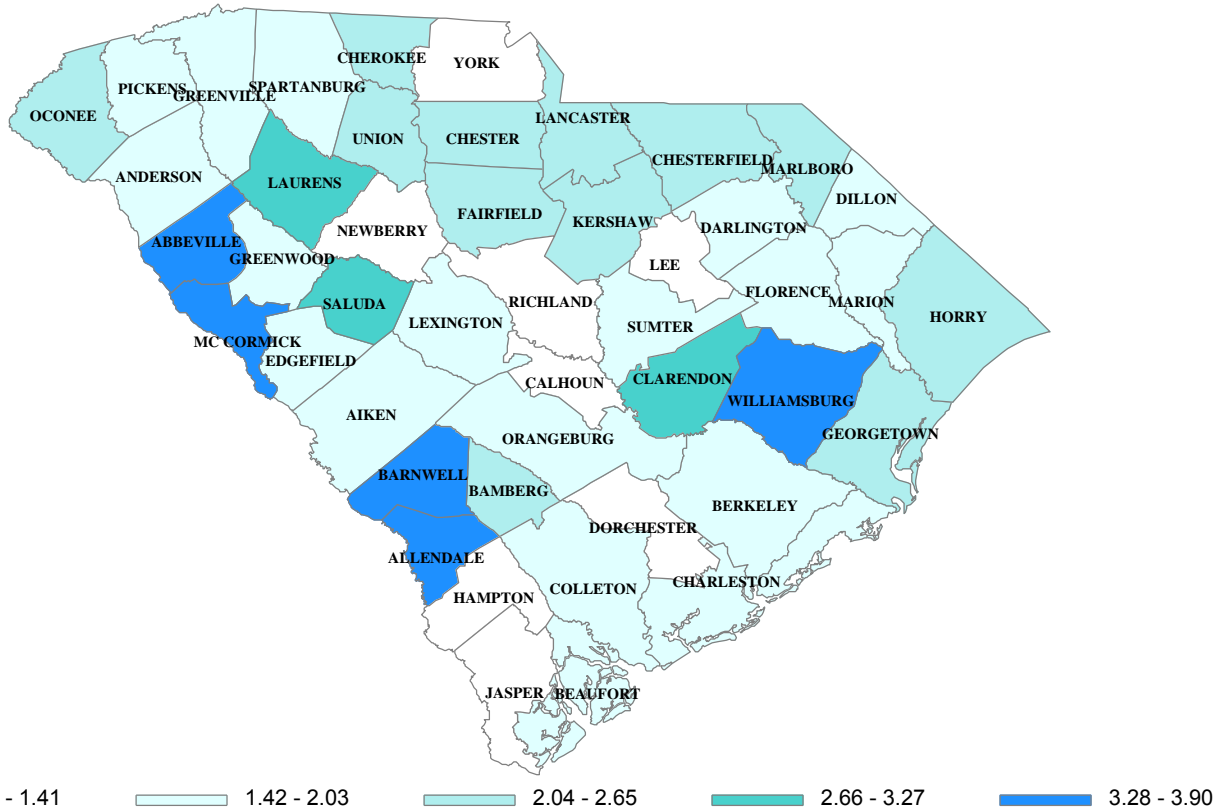 CHEROKEE
YORK
PICKENS
GREENVILLE
SPARTANBURG
OCONEE
UNION
CHESTER
LANCASTER
CHESTERFIELD
MARLBORO
ANDERSON
LAURENS
DILLON
FAIRFIELD
KERSHAW
DARLINGTON
NEWBERRY
ABBEVILLE
GREENWOOD
LEE
FLORENCE
MARION
SALUDA
RICHLAND
HORRY
LEXINGTON
SUMTER
MC CORMICK
EDGEFIELD
CLARENDON
CALHOUN
WILLIAMSBURG
AIKEN
ORANGEBURG
GEORGETOWN
BARNWELL
BAMBERG
BERKELEY
DORCHESTER
ALLENDALE
CHARLESTON
COLLETON
HAMPTON
JASPER
BEAUFORT
- 1.41 1.42 - 2.03 2.04 - 2.65 2.66 - 3.27 3.28 - 3.90